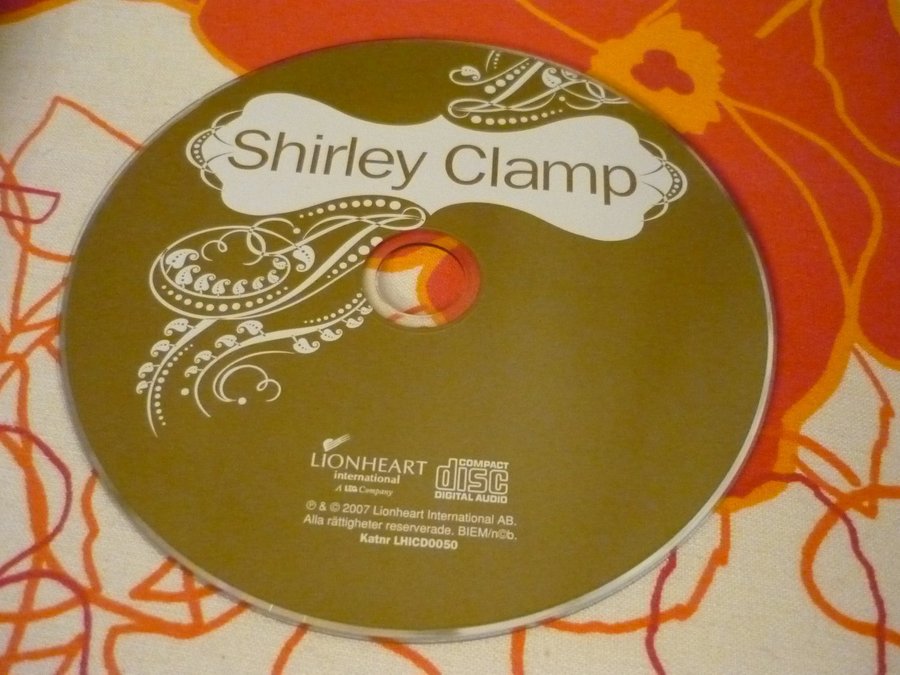 Shirley Clamp
LIONHEART
international
A LEA Company
COMPACT
disc
DIGITAL AUDIO
℗ & © 2007 Lionheart International AB.
Alla rättigheter reserverade. BIEM/n©b.
Katnr LHICD0050